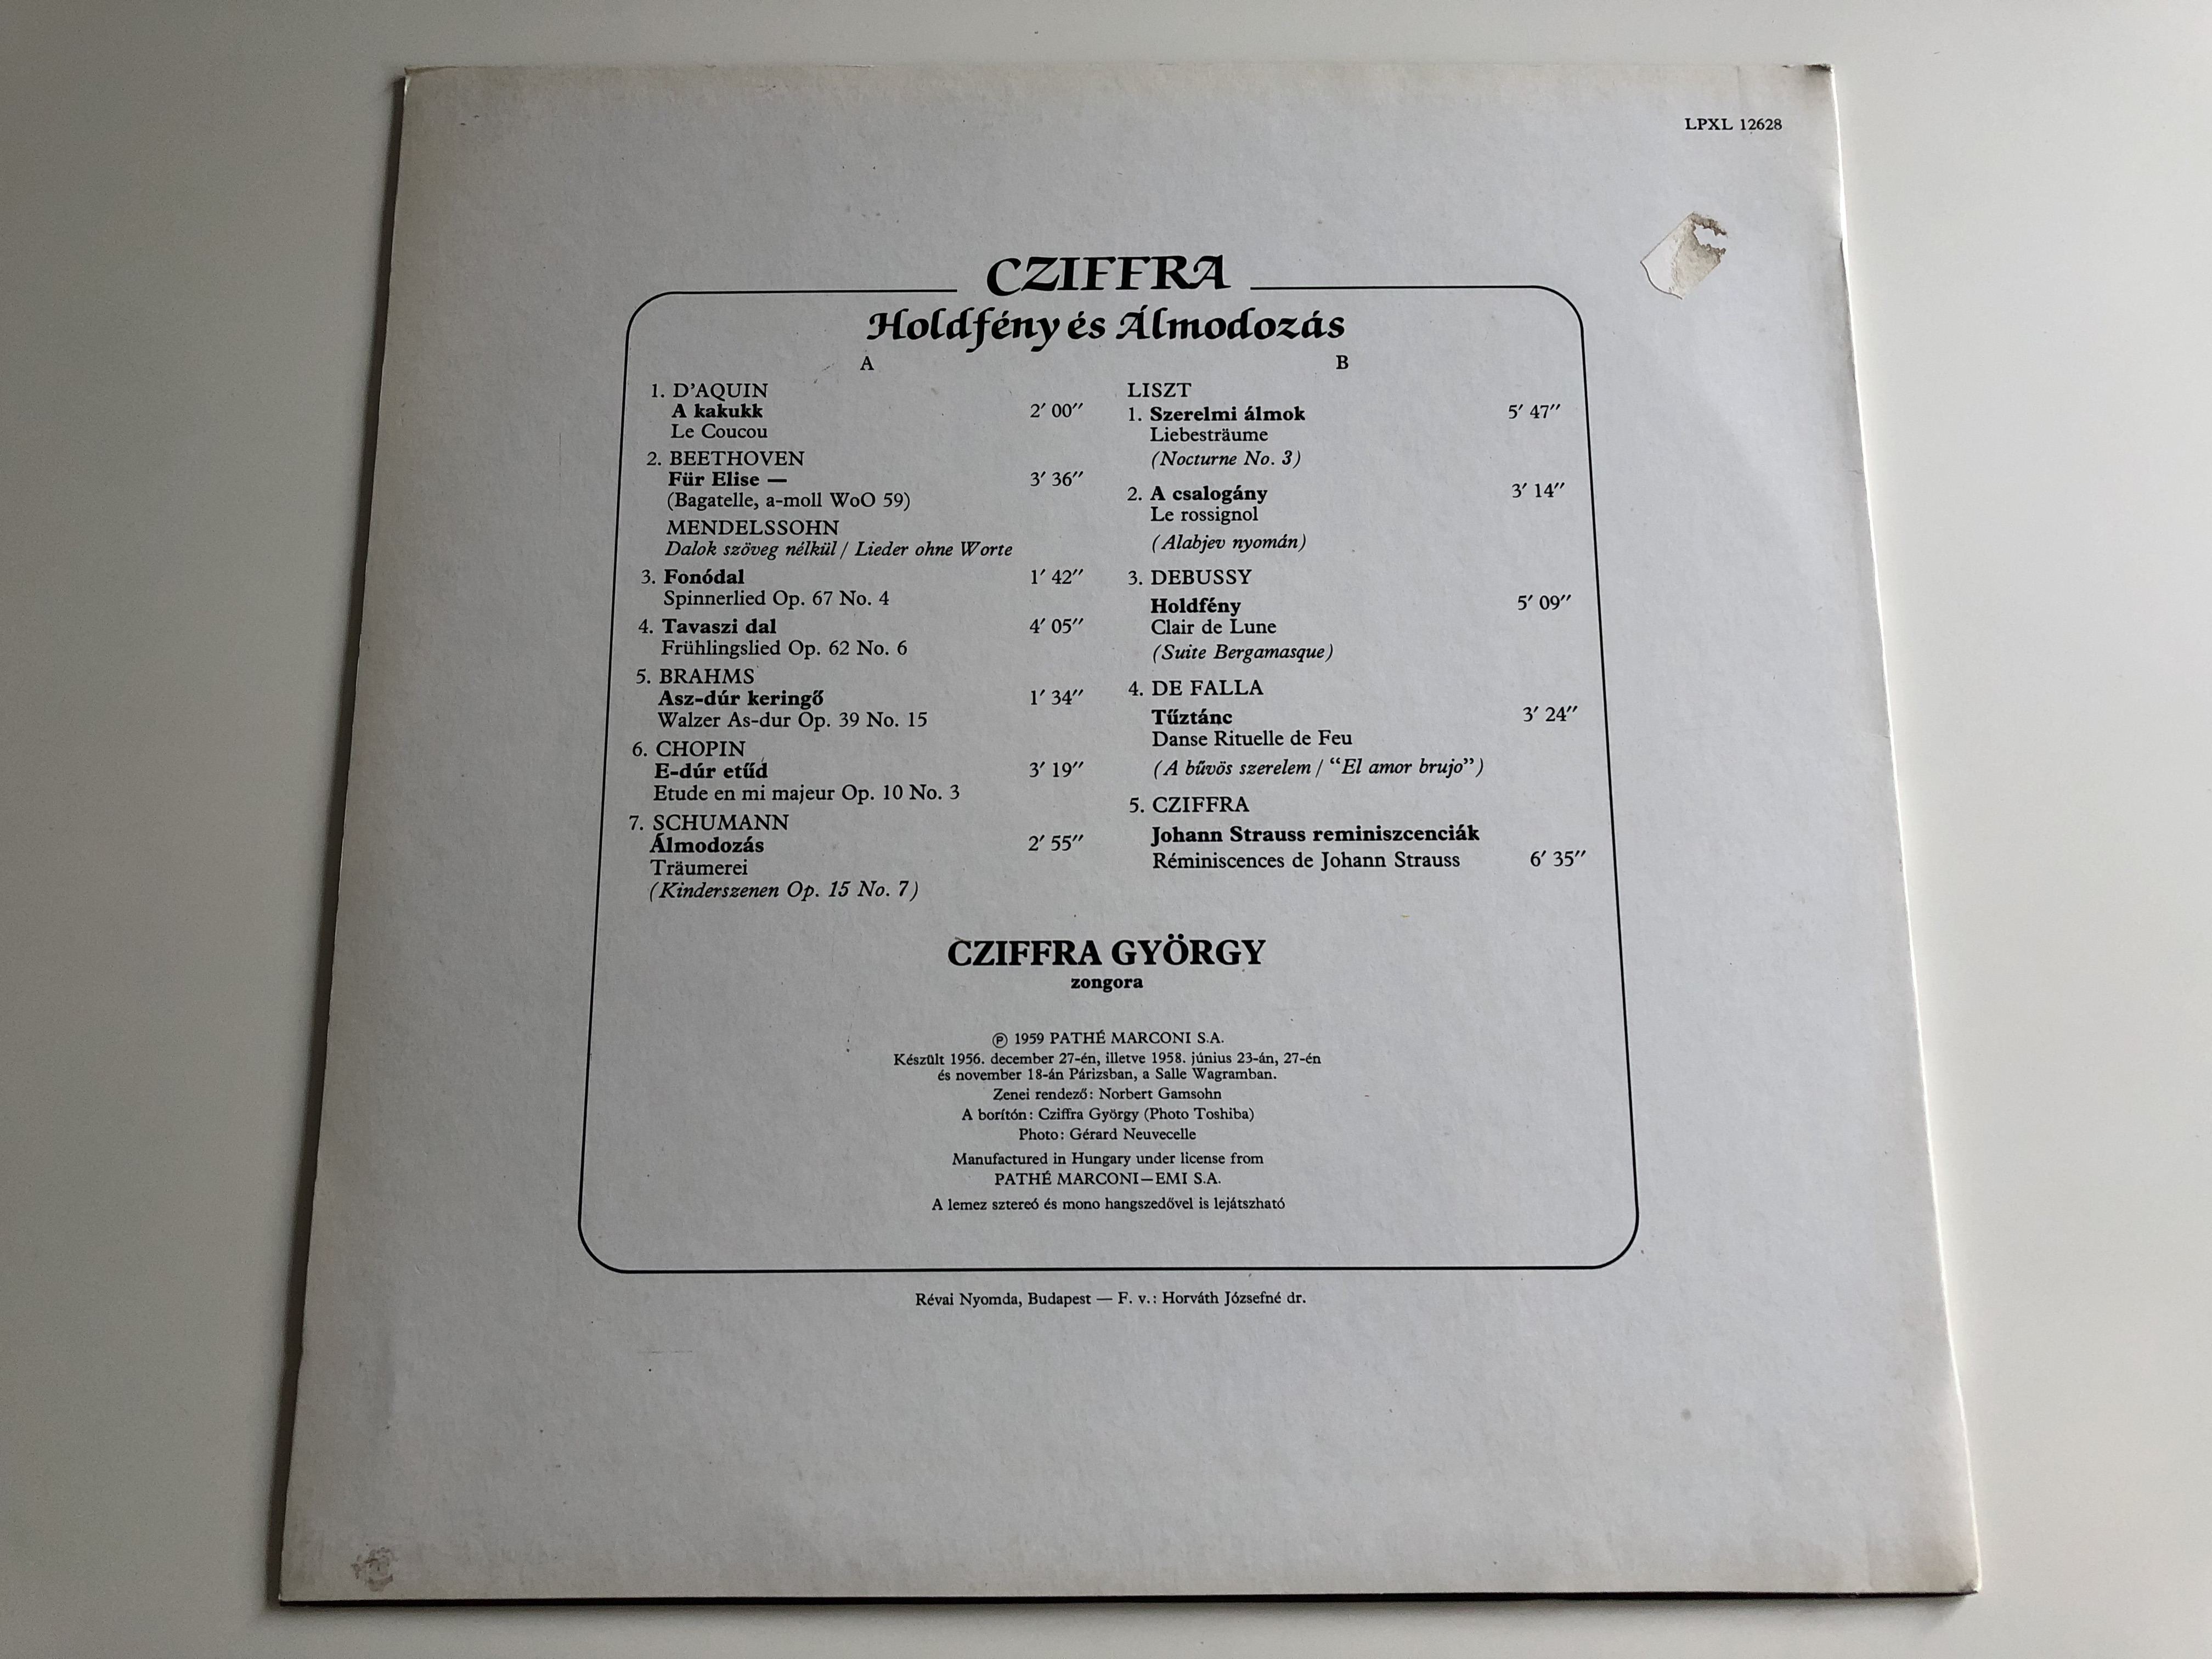 LPXL 12628
CZIFFRA
Holdfény és Álmodozás
A
1. D’AQUIN
A kakukk 2′ 00″
Le Coucou
2. BEETHOVEN
Für Elise — 3′ 36″
(Bagatelle, a-moll WoO 59)
MENDELSSOHN
Dalok szöveg nélkül / Lieder ohne Worte
3. Fonódal 1′ 42″
Spinnerlied Op. 67 No. 4
4. Tavaszi dal 4′ 05″
Frühlingslied Op. 62 No. 6
5. BRAHMS
Asz-dúr keringő 1′ 34″
Walzer As-dur Op. 39 No. 15
6. CHOPIN
E-dúr etűd 3′ 19″
Etude en mi majeur Op. 10 No. 3
7. SCHUMANN
Álmodozás 2′ 55″
Träumerei
(Kinderszenen Op. 15 No. 7)
B
LISZT
1. Szerelmi álmok 5′ 47″
Liebesträume
(Nocturne No. 3)
2. A csalogány 3′ 14″
Le rossignol
(Alabjev nyomán)
3. DEBUSSY
Holdfény 5′ 09″
Clair de Lune
(Suite Bergamasque)
4. DE FALLA
Tűztánc 3′ 24″
Danse Rituelle de Feu
(A bűvös szerelem / “El amor brujo”)
5. CZIFFRA
Johann Strauss reminiszcenciák
Réminiscences de Johann Strauss 6′ 35″
CZIFFRA GYÖRGY
zongora
Ⓟ 1959 PATHÉ MARCONI S.A.
Készült 1956. december 27-én, illetve 1958. június 23-án, 27-én
és november 18-án Párizsban, a Salle Wagramban.
Zenei rendező: Norbert Gamsohn
A borítón: Cziffra György (Photo Toshiba)
Photo: Gérard Neuvecelle
Manufactured in Hungary under license from
PATHÉ MARCONI—EMI S.A.
A lemez sztereó és mono hangszedővel is lejátszható
Révai Nyomda, Budapest — F. v.: Horváth Józsefné dr.